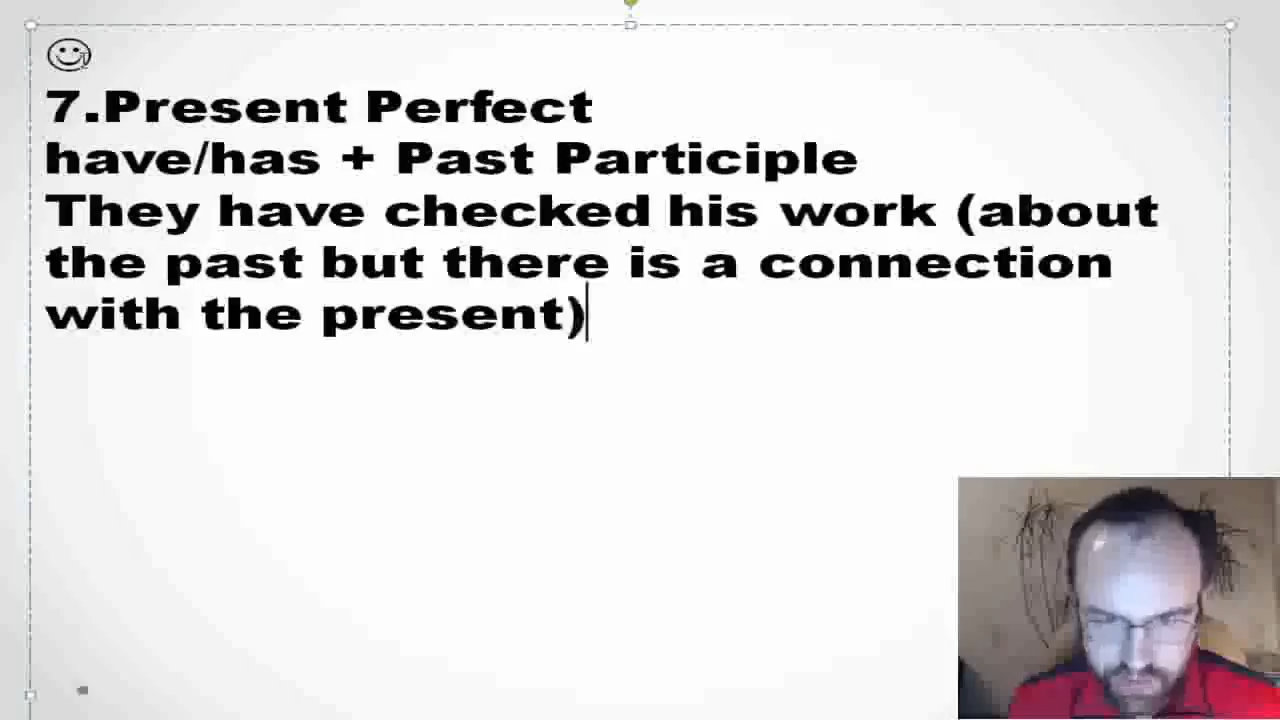 7.Present Perfect
have/has + Past Participle
They have checked his work (about
the past but there is a connection
with the present)